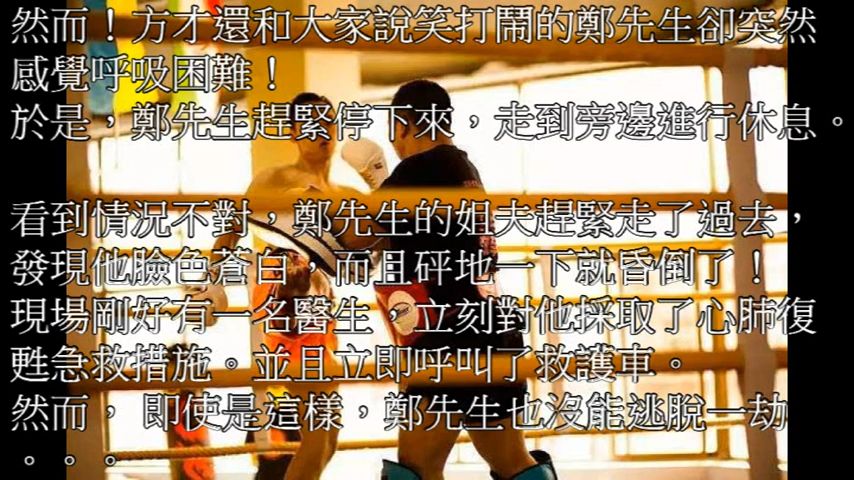 然而！方才還和大家說笑打鬧的鄭先生卻突然
感覺呼吸困難！
於是，鄭先生趕緊停下來，走到旁邊進行休息。
看到情況不對，鄭先生的姐夫趕緊走了過去，
發現他臉色蒼白，而且砰地一下就昏倒了！
現場剛好有一名醫生，立刻對他採取了心肺復
甦急救措施。並且立即呼叫了救護車。
然而， 即使是這樣，鄭先生也沒能逃脫一劫
。。。